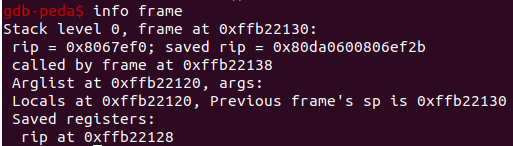 gdb-peda$ info frame
Stack level 0, frame at 0xffb22130:
 rip = 0x8067ef0; saved rip = 0x80da0600806ef2b
 called by frame at 0xffb22138
 Arglist at 0xffb22120, args:
 Locals at 0xffb22120, Previous frame's sp is 0xffb22130
 Saved registers:
  rip at 0xffb22128